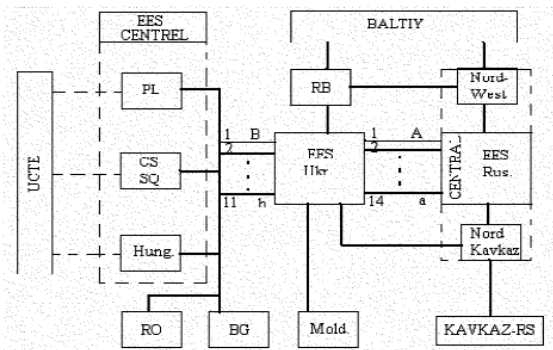 EES
CENTREL
BALTIY
PL
RB
Nord-
West
UCTE
CS
SQ
1 B
2
11 h
EES
Ukr
1 A
2
14 a
CENTRAL
EES
Rus.
Hung.
Nord
Kavkaz
RO
BG
Mold.
KAVKAZ-RS